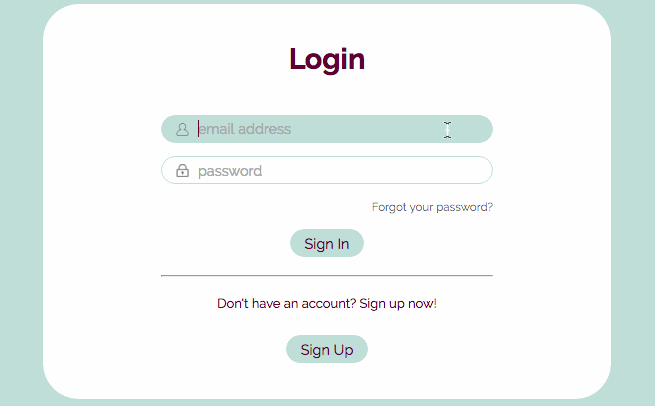 Login
email address
password
Forgot your password?
Sign In
Don't have an account? Sign up now!
Sign Up